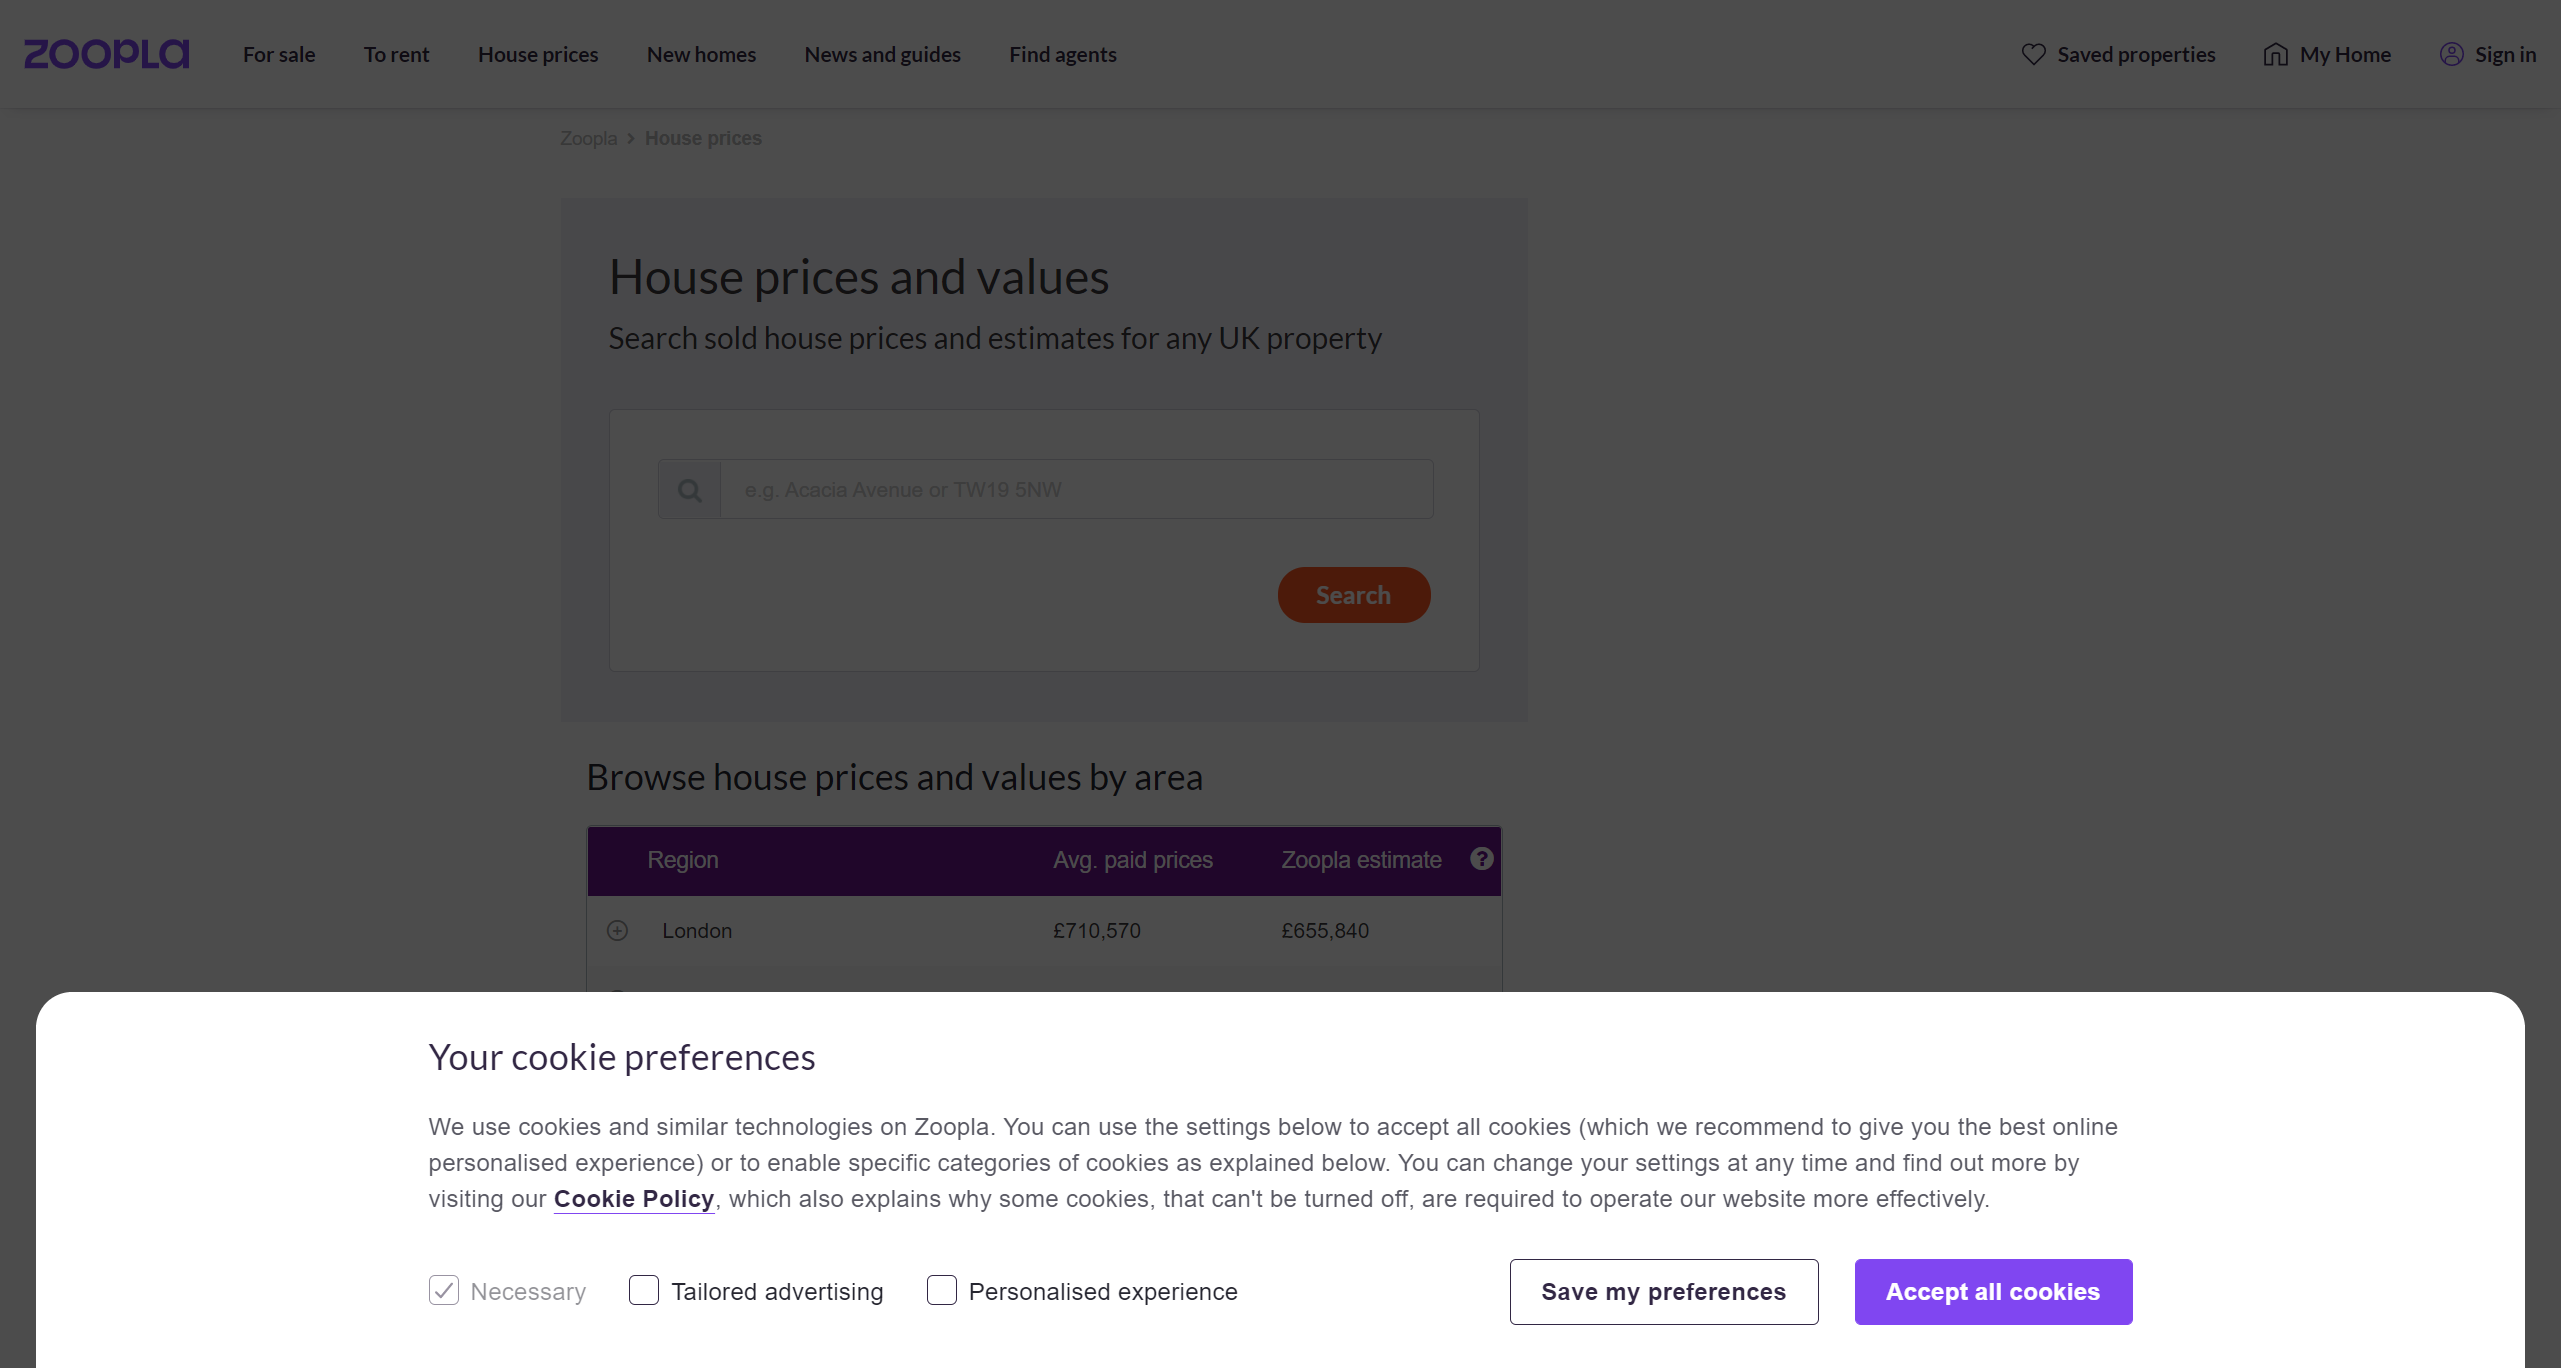 zoopla
For sale
To rent
House prices
New homes
News and guides
Find agents
Saved properties
My Home
Sign in
Zoopla > House prices
House prices and values
Search sold house prices and estimates for any UK property
e.g. Acacia Avenue or TW19 5NW
Search
Browse house prices and values by area
Region Avg. paid prices Zoopla estimate ?
London £710,570 £655,840
Your cookie preferences
We use cookies and similar technologies on Zoopla. You can use the settings below to accept all cookies (which we recommend to give you the best online
personalised experience) or to enable specific categories of cookies as explained below. You can change your settings at any time and find out more by
visiting our Cookie Policy, which also explains why some cookies, that can't be turned off, are required to operate our website more effectively.
Necessary
Tailored advertising
Personalised experience
Save my preferences
Accept all cookies